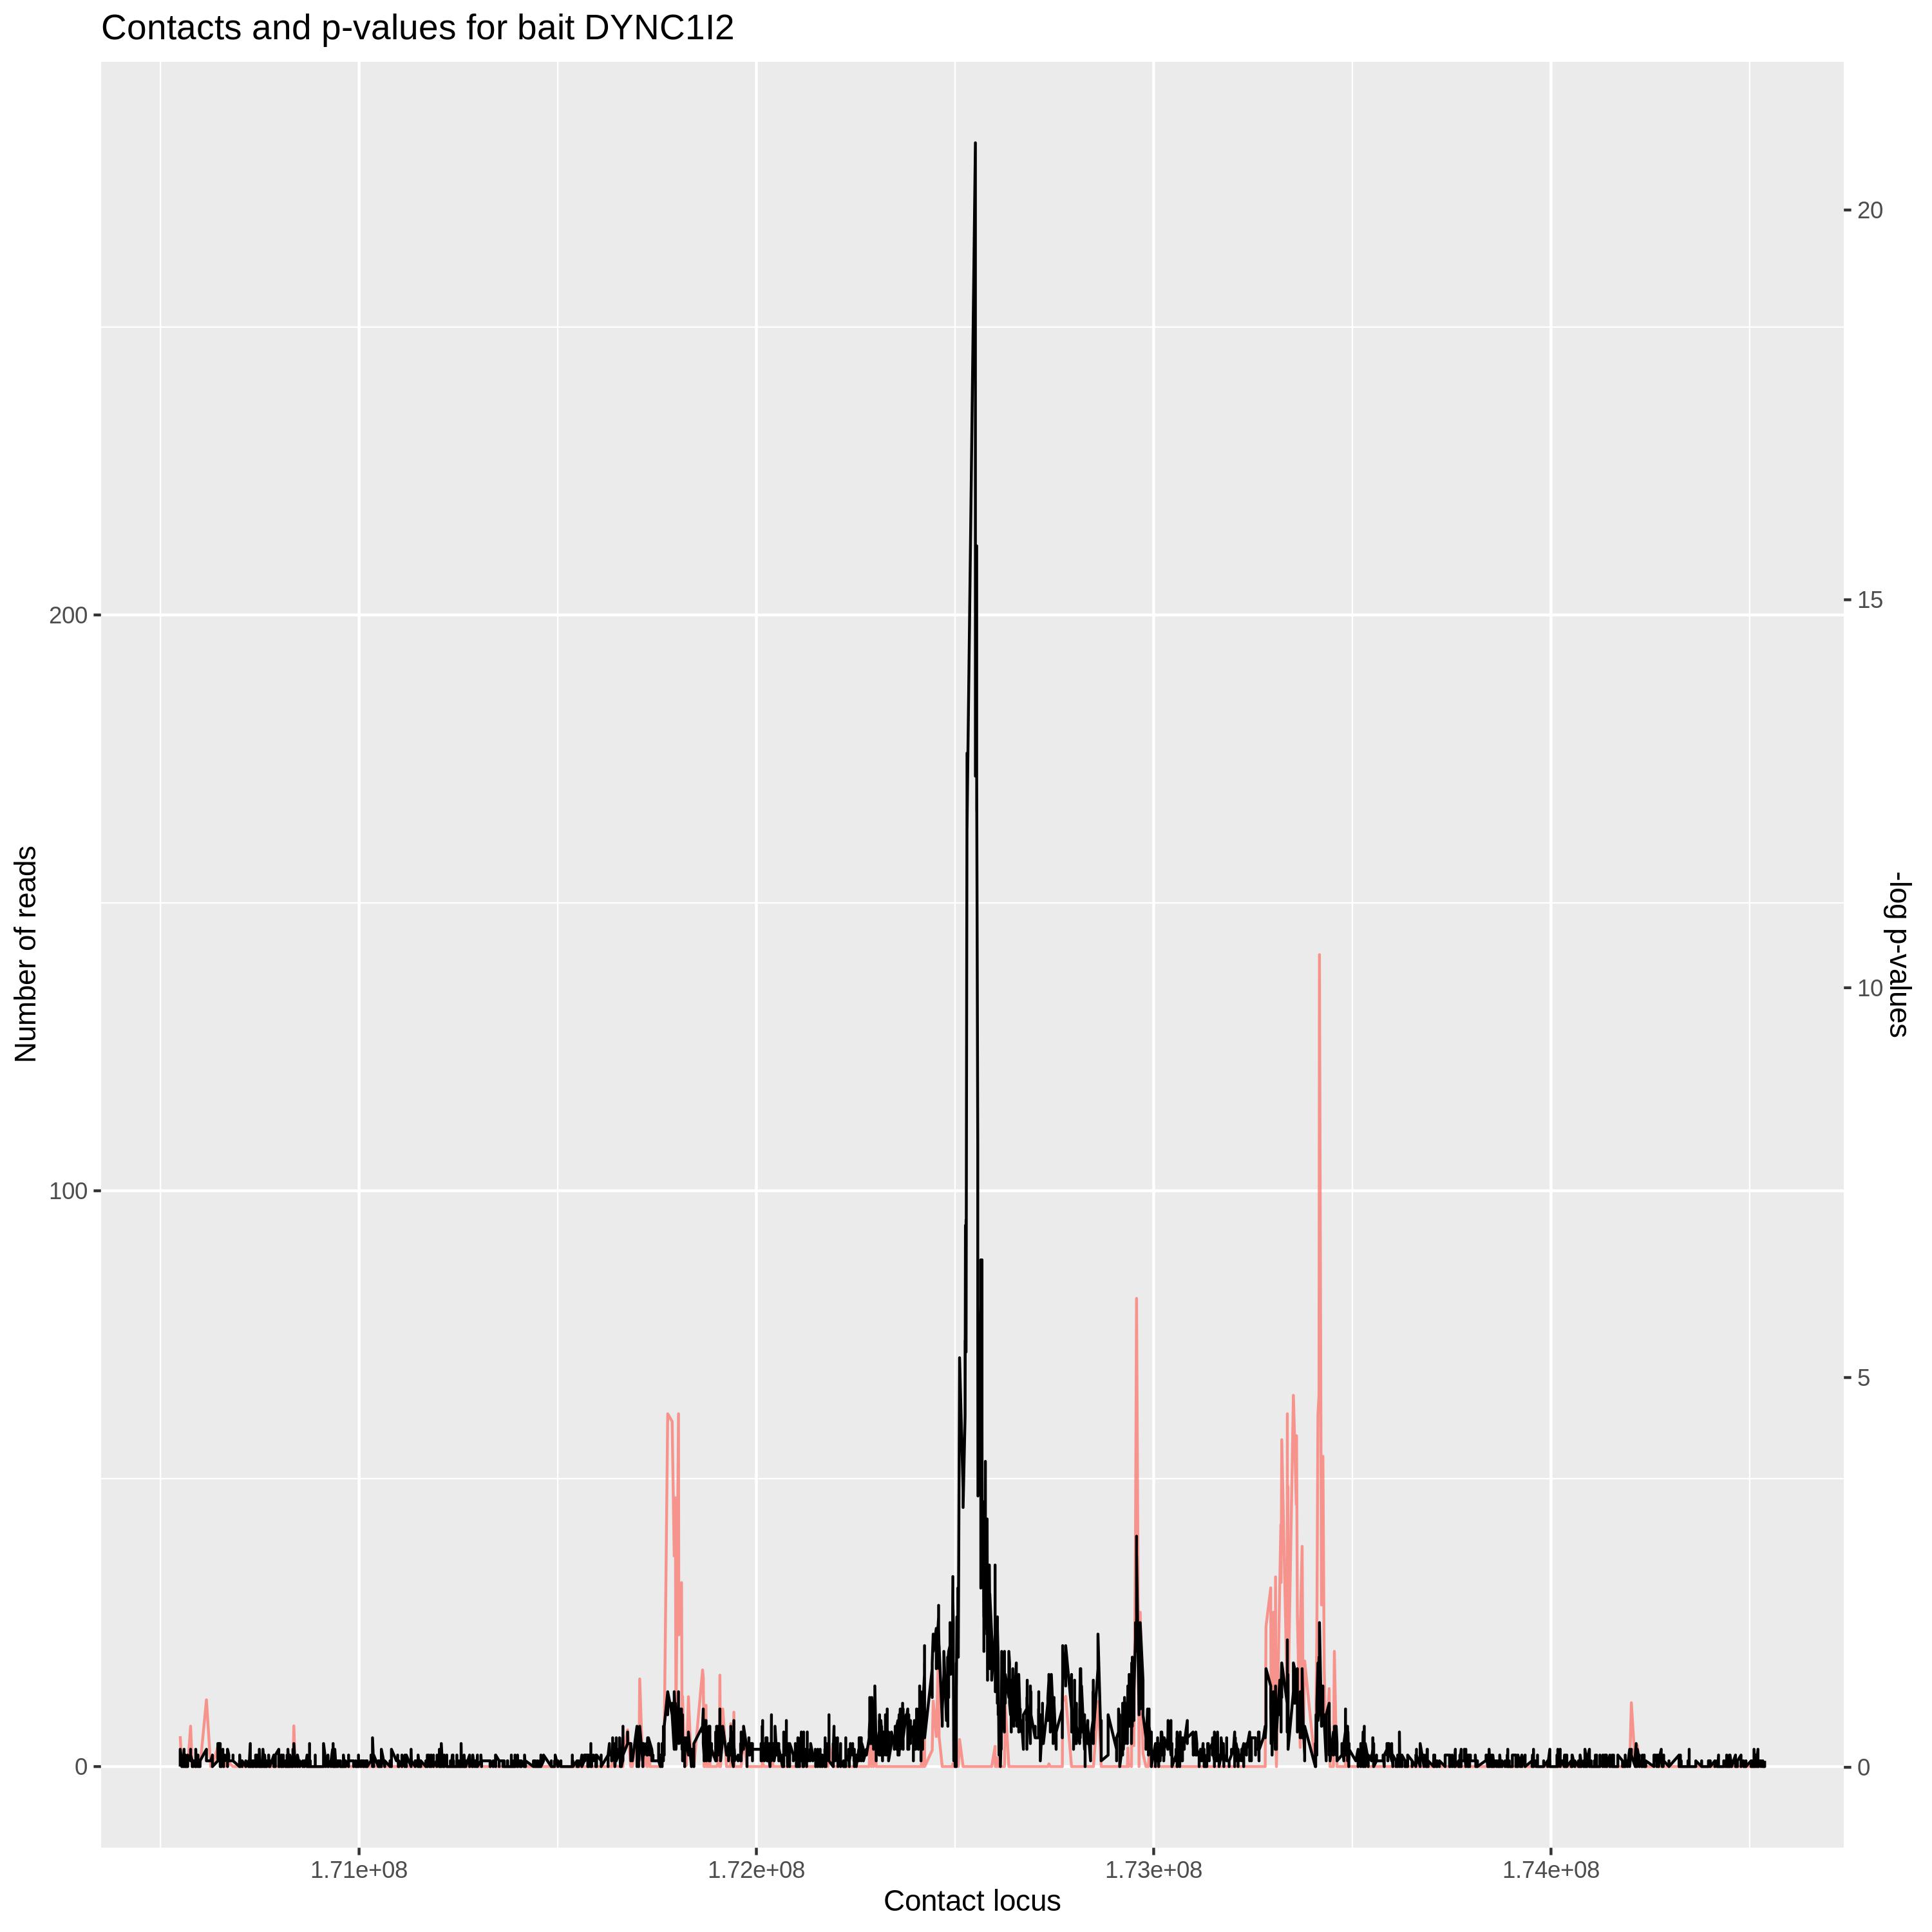 Contacts and p-values for bait DYNC1I2
Number of reads
200
100
0
20
15
10
5
0
-log p-values
1.71e+08
1.72e+08
1.73e+08
1.74e+08
Contact locus